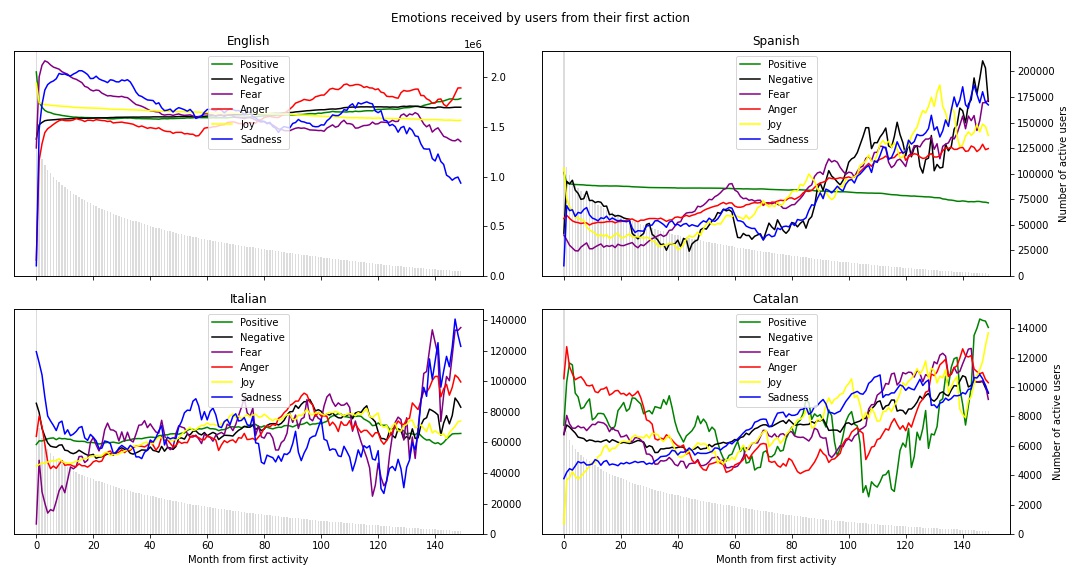 Emotions received by users from their first action
English
1e6
Positive
Negative
Fear
Anger
Joy
Sadness
2.0
1.5
1.0
0.5
0.0
Spanish
Positive
Negative
Fear
Anger
Joy
Sadness
200000
175000
150000
125000
100000
75000
50000
25000
0
Number of active users
Italian
Positive
Negative
Fear
Anger
Joy
Sadness
140000
120000
100000
80000
60000
40000
20000
0
0 20 40 60 80 100 120 140
Month from first activity
Catalan
Positive
Negative
Fear
Anger
Joy
Sadness
14000
12000
10000
8000
6000
4000
2000
0
Number of active users
0 20 40 60 80 100 120 140
Month from first activity